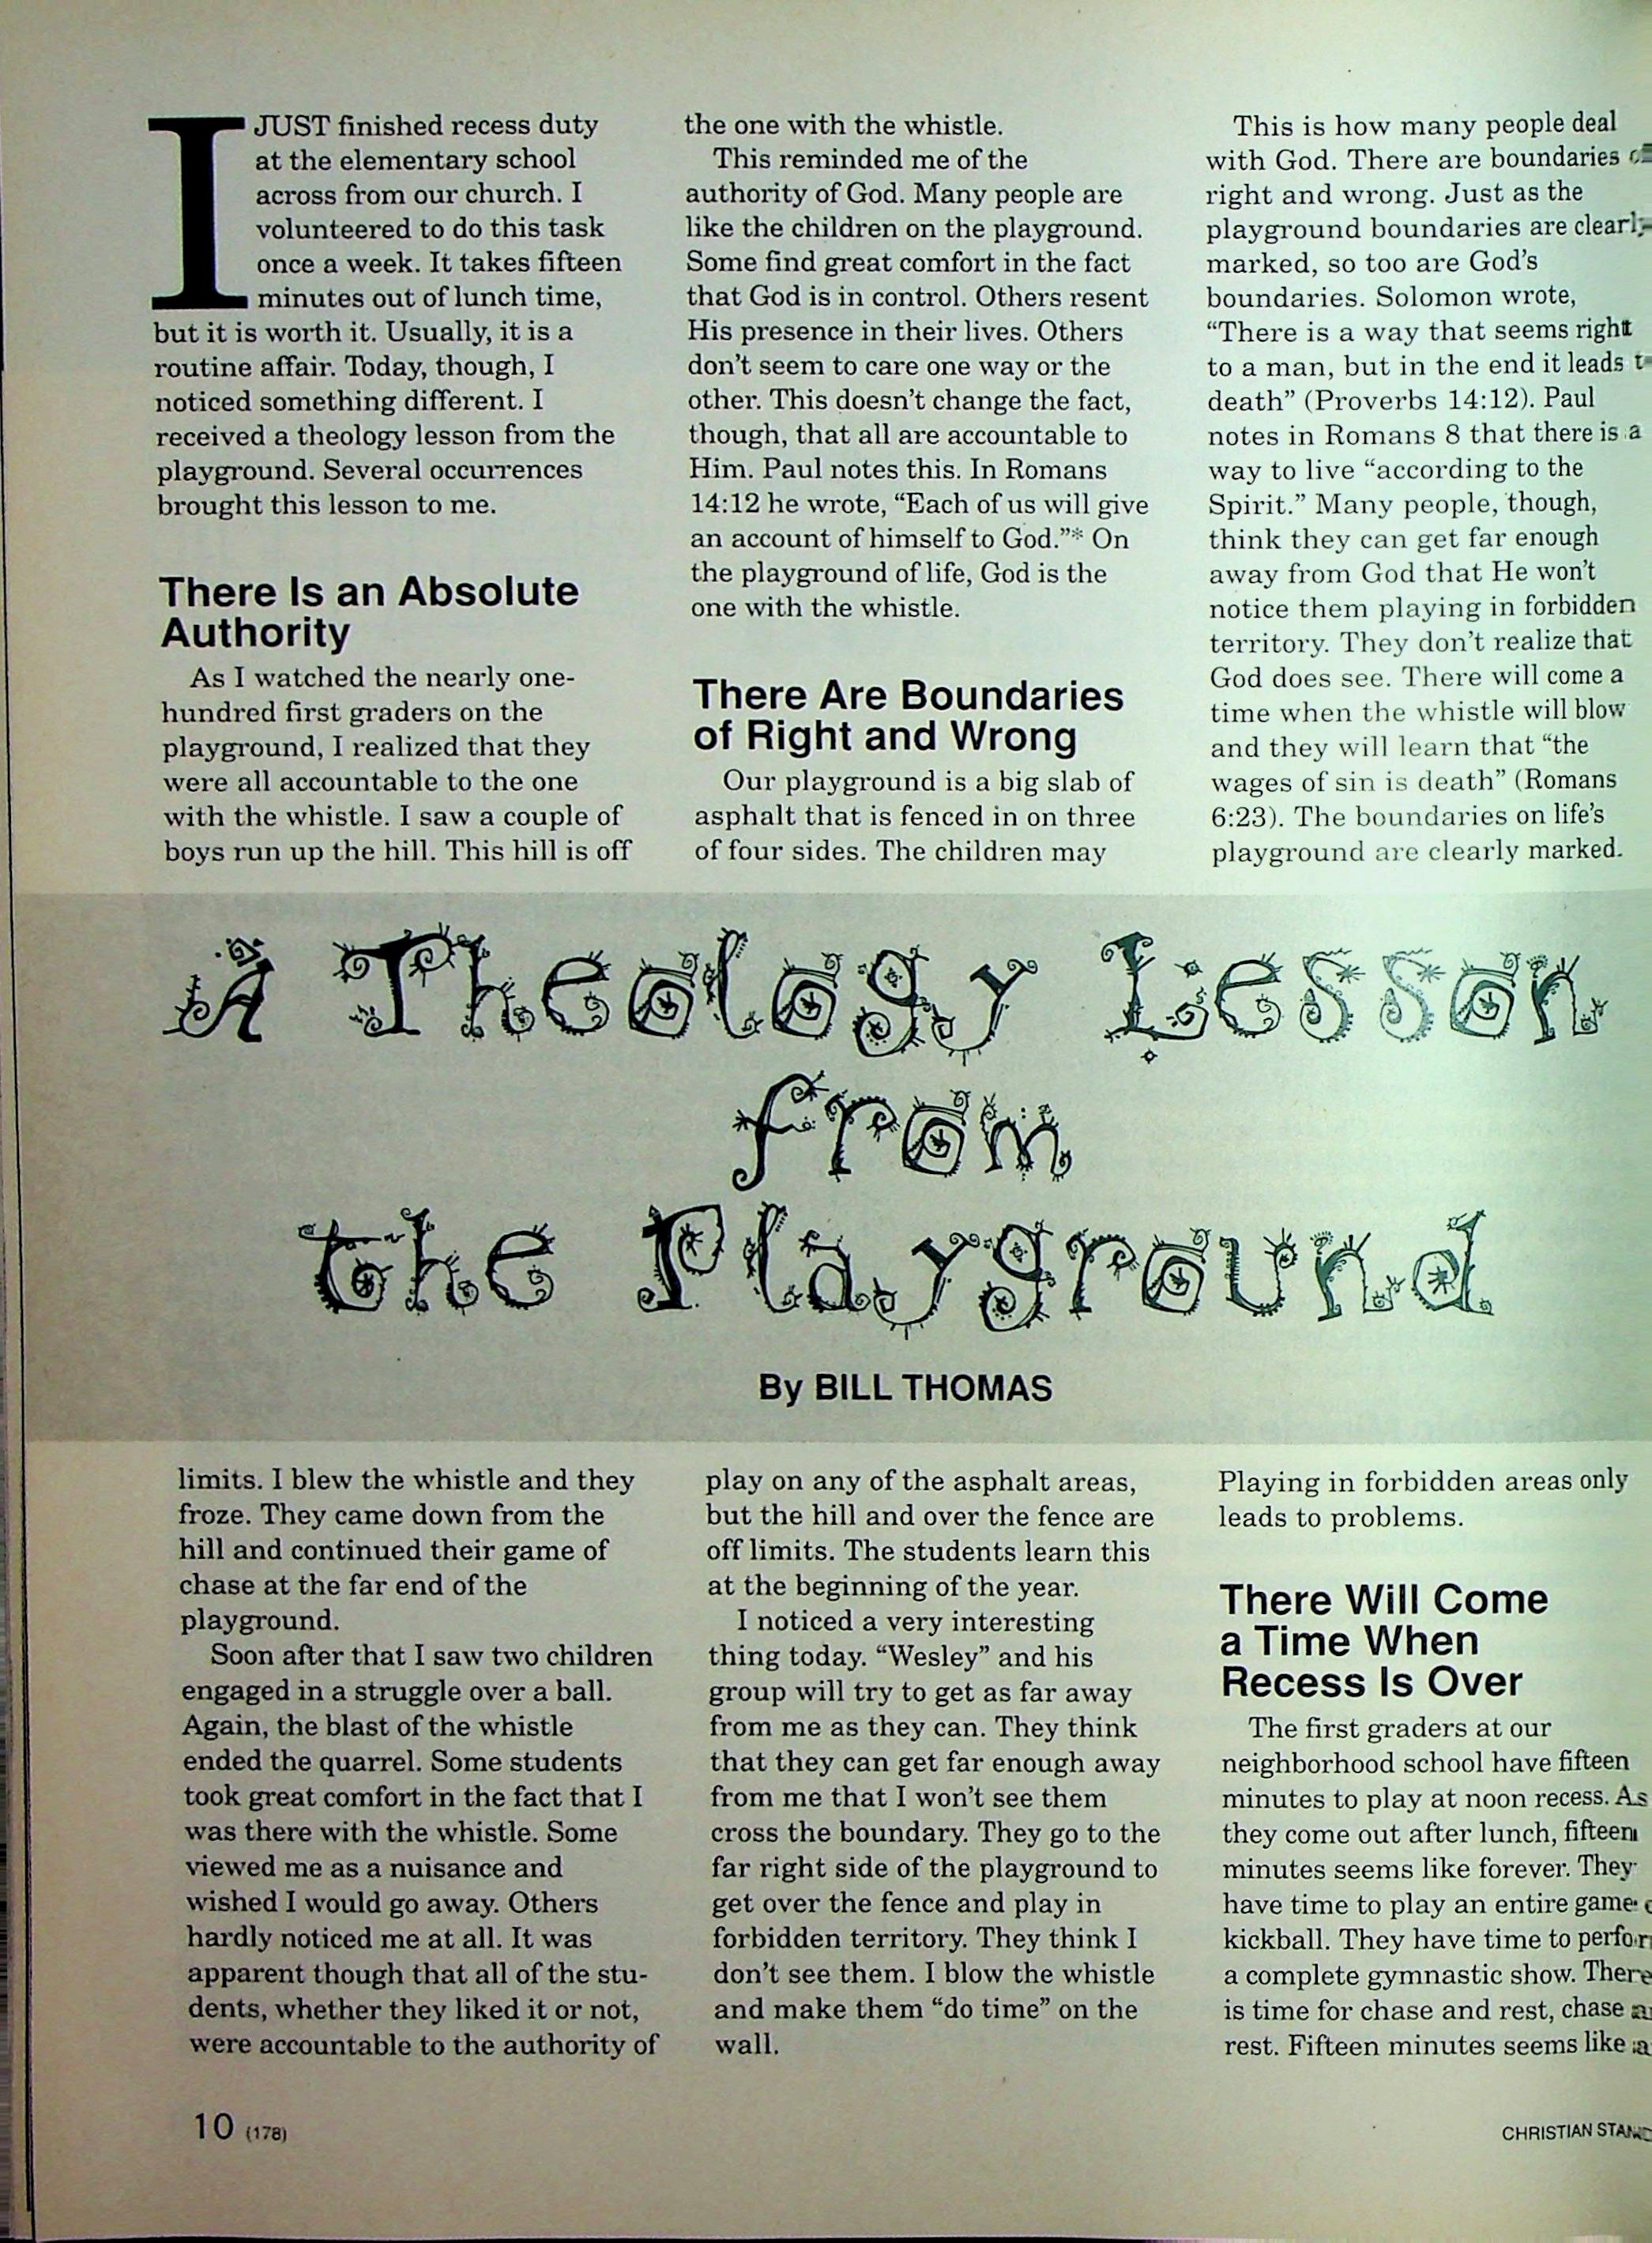 A Theology Lesson
from
the Playground
By BILL THOMAS
I JUST finished recess duty
at the elementary school
across from our church. I
volunteered to do this task
once a week. It takes fifteen
minutes out of lunch time,
but it is worth it. Usually, it is a
routine affair. Today, though, I
noticed something different. I
received a theology lesson from the
playground. Several occurrences
brought this lesson to me.
There Is an Absolute
Authority
As I watched the nearly one-
hundred first graders on the
playground, I realized that they
were all accountable to the one
with the whistle. I saw a couple of
boys run up the hill. This hill is off
limits. I blew the whistle and they
froze. They came down from the
hill and continued their game of
chase at the far end of the
playground.
Soon after that I saw two children
engaged in a struggle over a ball.
Again, the blast of the whistle
ended the quarrel. Some students
took great comfort in the fact that I
was there with the whistle. Some
viewed me as a nuisance and
wished I would go away. Others
hardly noticed me at all. It was
apparent though that all of the stu-
dents, whether they liked it or not,
were accountable to the authority of
the one with the whistle.
This reminded me of the
authority of God. Many people are
like the children on the playground.
Some find great comfort in the fact
that God is in control. Others resent
His presence in their lives. Others
don't seem to care one way or the
other. This doesn't change the fact,
though, that all are accountable to
Him. Paul notes this. In Romans
14:12 he wrote, “Each of us will give
an account of himself to God.”* On
the playground of life, God is the
one with the whistle.
There Are Boundaries
of Right and Wrong
Our playground is a big slab of
asphalt that is fenced in on three
of four sides. The children may
play on any of the asphalt areas,
but the hill and over the fence are
off limits. The students learn this
at the beginning of the year.
I noticed a very interesting
thing today. “Wesley” and his
group will try to get as far away
from me as they can. They think
that they can get far enough away
from me that I won't see them
cross the boundary. They go to the
far right side of the playground to
get over the fence and play in
forbidden territory. They think I
don't see them. I blow the whistle
and make them “do time” on the
wall.
This is how many people deal
with God. There are boundaries
right and wrong. Just as the
playground boundaries are clearly
marked, so too are God's
boundaries. Solomon wrote,
“There is a way that seems right
to a man, but in the end it leads
death” (Proverbs 14:12). Paul
notes in Romans 8 that there is a
way to live “according to the
Spirit.” Many people, though,
think they can get far enough
away from God that He won't
notice them playing in forbidden
territory. They don't realize that
God does see. There will come a
time when the whistle will blow
and they will learn that “the
wages of sin is death” (Romans
6:23). The boundaries on life's
playground are clearly marked.
Playing in forbidden areas only
leads to problems.
There Will Come
a Time When
Recess Is Over
The first graders at our
neighborhood school have fifteen
minutes to play at noon recess. As
they come out after lunch, fifteen
minutes seems like forever. They
have time to play an entire game
kickball. They have time to
a complete gymnastic show. There
is time for chase and rest, chase
rest. Fifteen minutes seems like a
10 (178)
CHRISTIAN